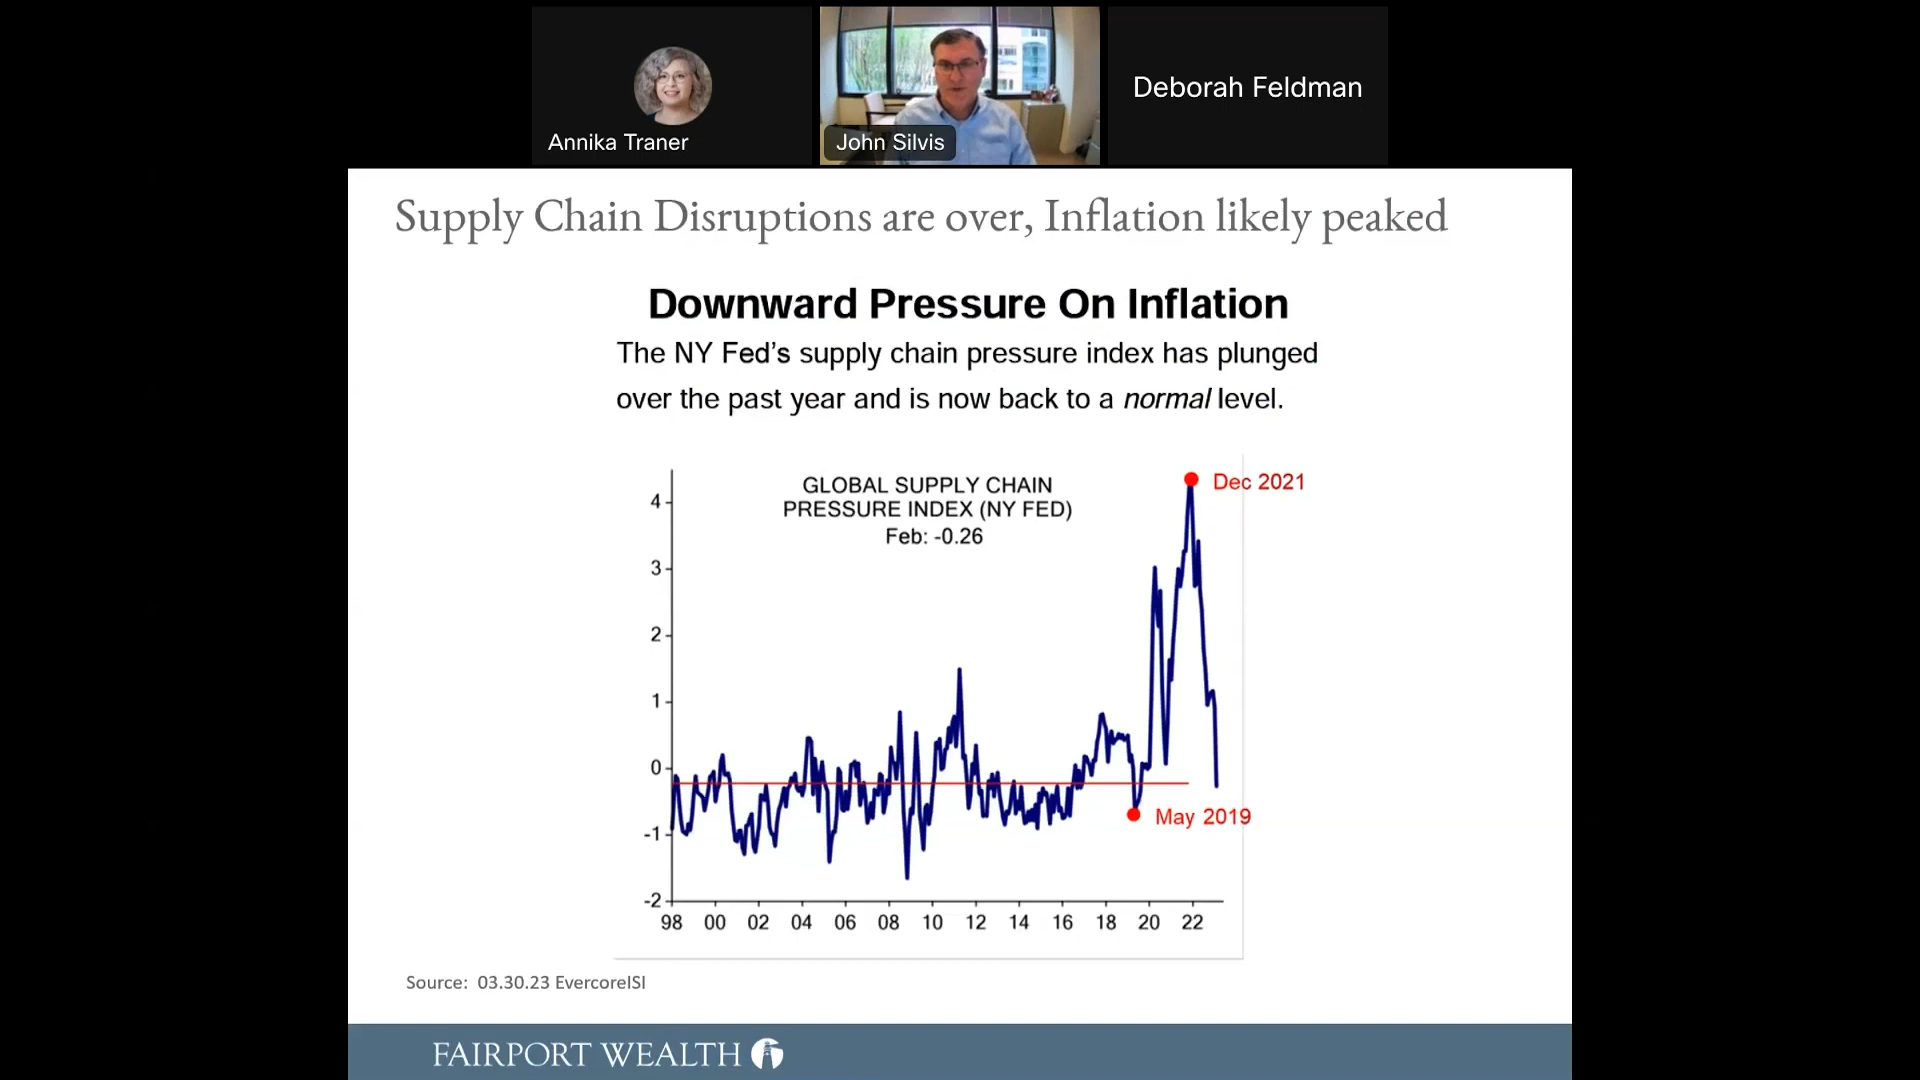 Annika Traner
John Silvis
Deborah Feldman
Supply Chain Disruptions are over, Inflation likely peaked
Downward Pressure On Inflation
The NY Fed's supply chain pressure index has plunged
over the past year and is now back to a normal level.
GLOBAL SUPPLY CHAIN
PRESSURE INDEX (NY FED)
Feb: -0.26
Dec 2021
May 2019
4
3
2
1
0
-1
-2
98 00 02 04 06 08 10 12 14 16 18 20 22
Source: 03.30.23 EvercoreISI
FAIRPORT WEALTH